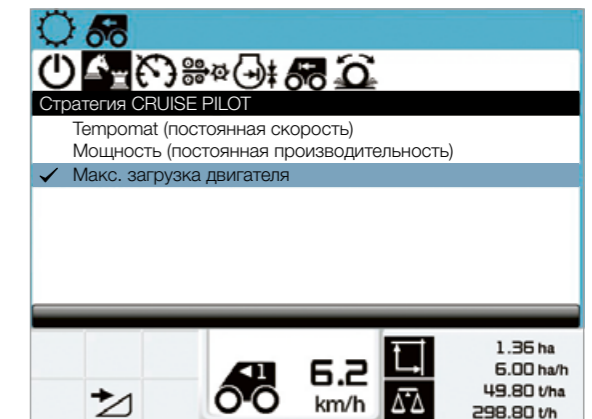 Стратегия CRUISE PILOT
Tempomat (постоянная скорость)
Мощность (постоянная производительность)
Макс. загрузка двигателя
1
6.2
km/h
1.36 ha
6.00 ha/h
49.80 t/ha
298.80 t/h